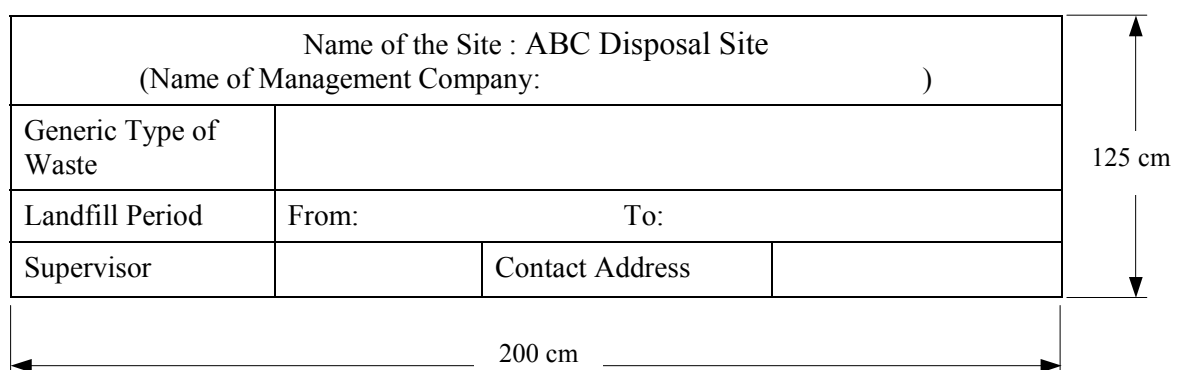 Name of the Site : ABC Disposal Site
(Name of Management Company: )
Generic Type of
Waste
125 cm
Landfill Period From: To:
Supervisor Contact Address
200 cm